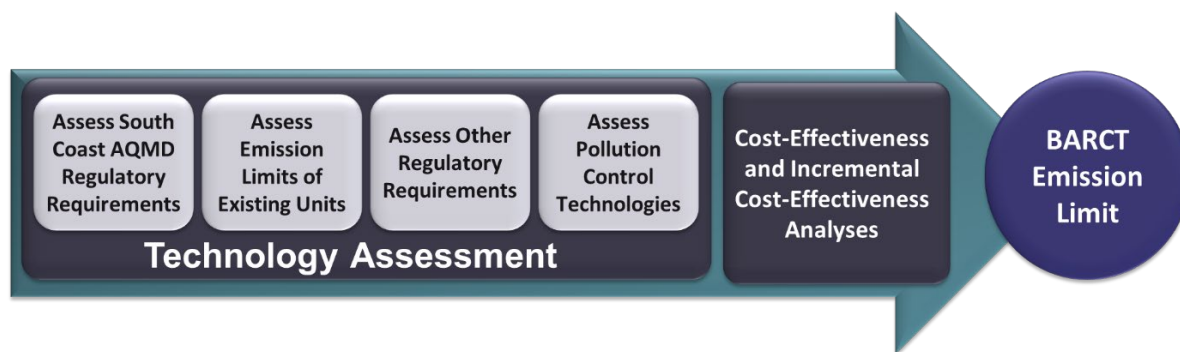 Assess South
Coast AQMD
Regulatory
Requirements
Assess
Emission
Limits of
Existing Units
Assess Other
Regulatory
Requirements
Assess
Pollution
Control
Technologies
Technology Assessment
Cost-Effectiveness
and Incremental
Cost-Effectiveness
Analyses
BARCT
Emission
Limit